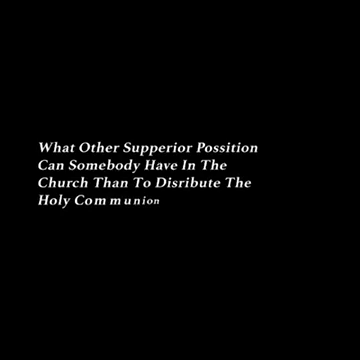 What Other Supperior Possition
Can Somebody Have In The
Church Than To Disribute The
Holy Communion